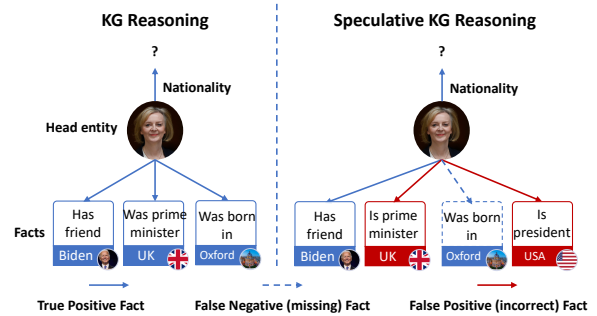 KG Reasoning
Speculative KG Reasoning
?
?
Nationality
Nationality
Head entity
Facts
Has
friend
Biden
Was prime
minister
UK
Was born
in
Oxford
Has
friend
Biden
Is prime
minister
UK
Was born
in
Oxford
Is
president
USA
True Positive Fact
False Negative (missing) Fact
False Positive (incorrect) Fact